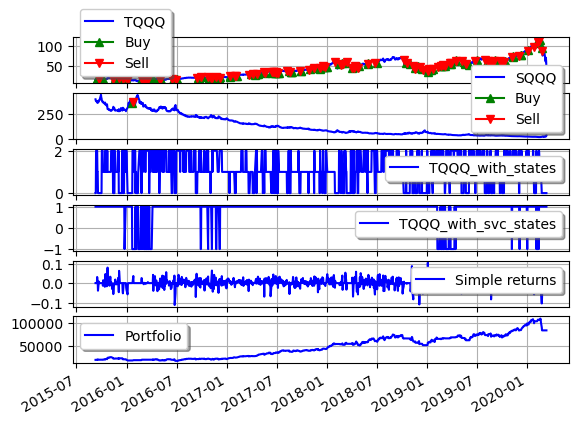 TQQQ
Buy
Sell
100
50
SQQQ
Buy
Sell
250
0
2
0
TQQQ_with_states
1
0
−1
TQQQ_with_svc_states
0.1
0.0
−0.1
Simple returns
100000
50000
Portfolio
2015-07
2016-01
2016-07
2017-01
2017-07
2018-01
2018-07
2019-01
2019-07
2020-01